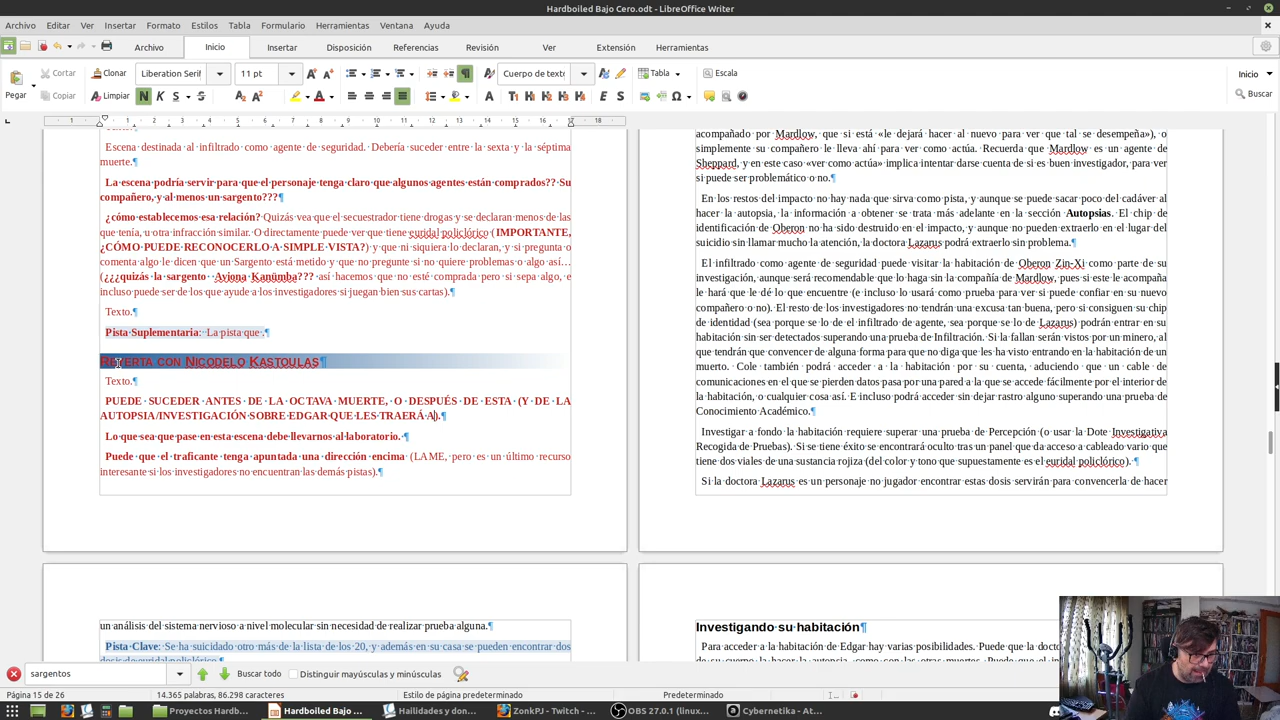 Hardboiled Bajo Cero.odt - LibreOffice Writer
Archivo Editar Ver Insertar Formato Estilos Tabla Formulario Herramientas Ventana Ayuda
Archivo Inicio Insertar Disposición Referencias Revisión Ver Extensión Herramientas
Pegar Cortar Clonar Liberation Serif 11 pt Cuerpo de texto Tabla Escala Inicio
Copiar Limpiar Buscar
Escena destinada al infiltrado como agente de seguridad. Debería suceder entre la sexta y la séptima
muerte.¶
La escena podría servir para que el personaje tenga claro que algunos agentes están comprados?? Su
compañero, y al menos un sargento???¶
¿cómo establecemos esa relación? Quizás vea que el secuestrador tiene drogas y se declaran menos de las
que tenía, u otra infracción similar. O directamente puede ver que tiene euridal policlórico (IMPORTANTE,
¿CÓMO PUEDE RECONOCERLO A SIMPLE VISTA?) y que ni siquiera lo declaran, y si pregunta o
comenta algo le dicen que un Sargento está metido y que no pregunte si no quiere problemas o algo así…
(¿¿¿quizás la sargento Aviona Kanümba??? así hacemos que no esté comprada pero si sepa algo, e
incluso puede ser de los que ayude a los investigadores si juegan bien sus cartas).¶
Texto.¶
Pista Suplementaria: La pista que .¶
Reyerta con Nicodelo Kastoulas¶
Texto.¶
PUEDE SUCEDER ANTES DE LA OCTAVA MUERTE, O DESPUÉS DE ESTA (Y DE LA
AUTOPSIA/INVESTIGACIÓN SOBRE EDGAR QUE LES TRAERÁ A).¶
Lo que sea que pase en esta escena debe llevarnos al laboratorio. ¶
Puede que el traficante tenga apuntada una dirección encima (LAME, pero es un último recurso
interesante si los investigadores no encuentran las demás pistas).¶
acompañado por Mardlow, que si está «le dejará hacer al nuevo para ver que tal se desempeña»), o
simplemente su compañero le lleva ahí para ver como actúa. Recuerda que Mardlow es un agente de
Sheppard, y en este caso «ver como actúa» implica intentar darse cuenta de si es buen investigador, para ver
si puede ser problemático o no.¶
En los restos del impacto no hay nada que sirva como pista, y aunque se puede sacar poco del cadáver al
hacer la autopsia, la información a obtener se trata más adelante en la sección Autopsias. El chip de
identificación de Oberon no ha sido destruido en el impacto, y aunque no pueden extraerlo en el lugar del
suicidio sin llamar mucho la atención, la doctora Lazarus podrá extraerlo sin problema.¶
El infiltrado como agente de seguridad puede visitar la habitación de Oberon Zin-Xi como parte de su
investigación, aunque será recomendable que lo haga sin la compañía de Mardlow, pues si este le acompaña
le hará que le dé lo que encuentre (e incluso lo usará como prueba para ver si puede confiar en su nuevo
compañero o no). El resto de los investigadores no tendrán una excusa tan buena, pero si consiguen su chip
de identidad (sea porque se lo de el infiltrado de agente, sea porque se lo de Lazarus) podrán entrar en su
habitación sin ser detectados superando una prueba de Infiltración. Si la fallan serán vistos por un minero, al
que tendrán que convencer de alguna forma para que no diga que les ha visto entrando en la habitación de un
muerto. Cole también podrá acceder a la habitación por su cuenta, aduciendo que un cable de
comunicaciones en el que se pierden datos pasa por una pared a la que se accede fácilmente por el interior de
la habitación, o cualquier cosa así. E incluso podrá acceder sin dejar rastro alguno superando una prueba de
Conocimiento Académico.¶
Investigar a fondo la habitación requiere superar una prueba de Percepción (o usar la Dote Investigativa
Recogida de Pruebas). Si se tiene éxito se encontrará oculto tras un panel que da acceso a cableado vario que
tiene dos viales de una sustancia rojiza (del color y tono que supuestamente es el euridal policlórico). ¶
Si la doctora Lazarus es un personaje no jugador encontrar estas dosis servirán para convencerla de hacer
un análisis del sistema nervioso a nivel molecular sin necesidad de realizar prueba alguna.¶
Pista Clave: Se ha suicidado otro más de la lista de los 20, y además en su casa se pueden encontrar dos
dosis de euridal policlórico.¶
Investigando su habitación¶
Para acceder a la habitación de Edgar hay varias posibilidades. Puede que la
sargentos Buscar todo Distinguir mayúsculas y minúsculas
Página 15 de 26 14.365 palabras, 86.298 caracteres Estilo de página predeterminado Predeterminado
Proyectos Hardb... Hardboiled Bajo ... Hailidades y don... ZonkPJ - Twitch - ... OBS 27.0.1 (linux... Cybernetika - At...